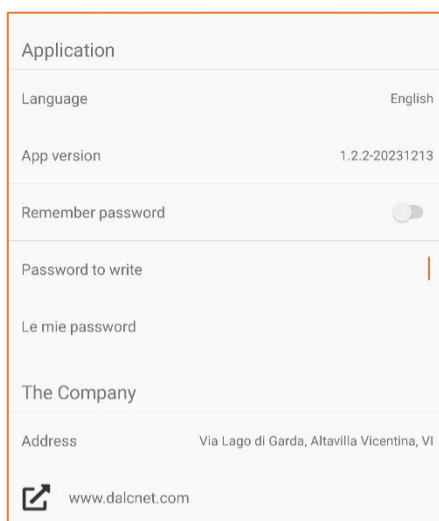 Application
Language English
App version 1.2.2-20231213
Remember password
Password to write
Le mie password
The Company
Address Via Lago di Garda, Altavilla Vicentina, VI
www.dalcnet.com